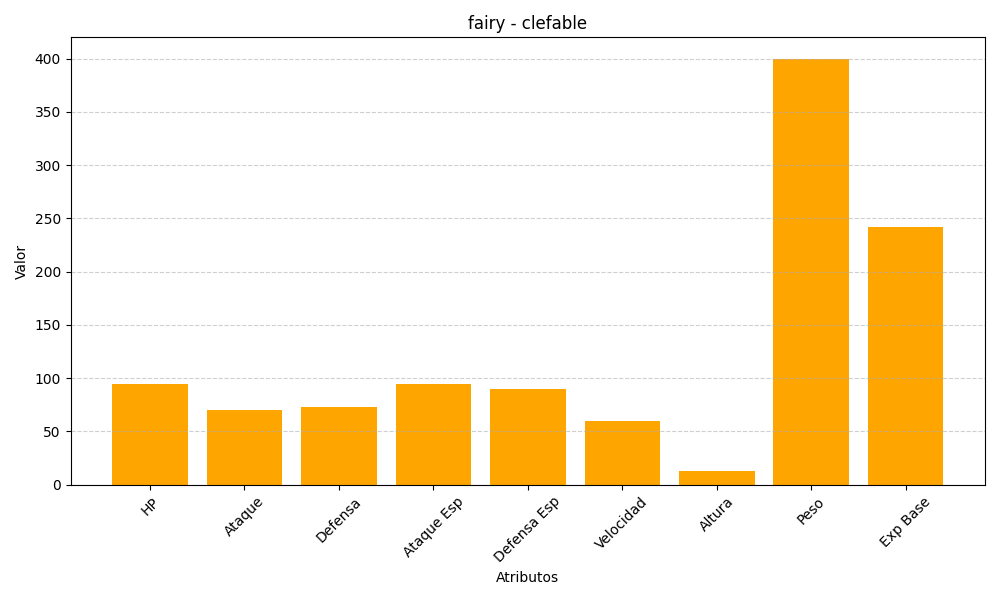 fairy - clefable
Valor
400
350
300
250
200
150
100
50
0
HP
Ataque
Defensa
Ataque Esp
Defensa Esp
Velocidad
Altura
Peso
Exp Base
Atributos